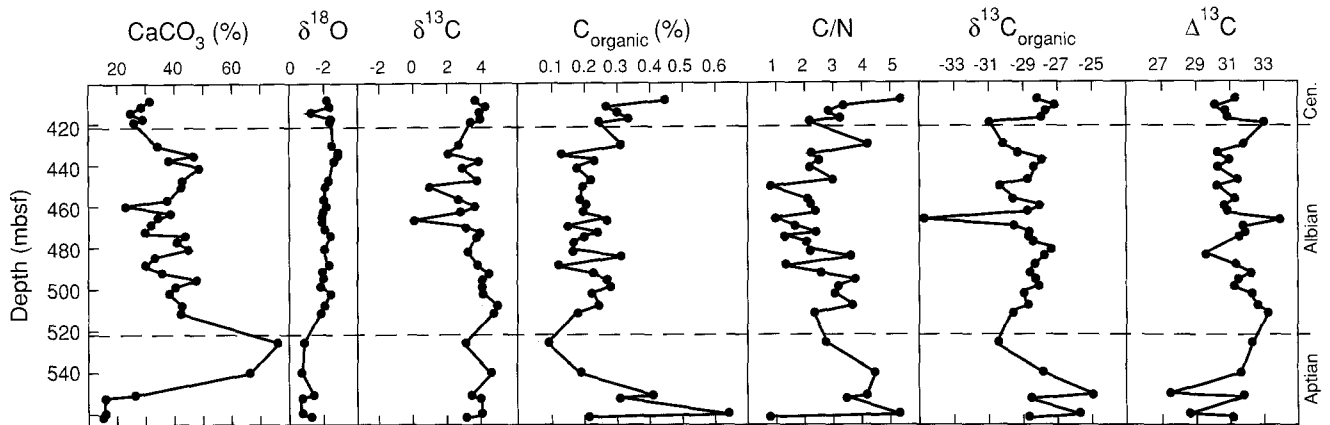 CaCO3 (%) δ18O δ13C Corganic (%) C/N δ13Corganic Δ13C
20 40 60 0 -2 -2 0 2 4 0.1 0.2 0.3 0.4 0.6 1 2 3 4 5 -33 -31 -29 -27 -25 27 29 31 33
420
440
460
480
500
520
540
Depth (mbsf)
Cen.
Albian
Aptian